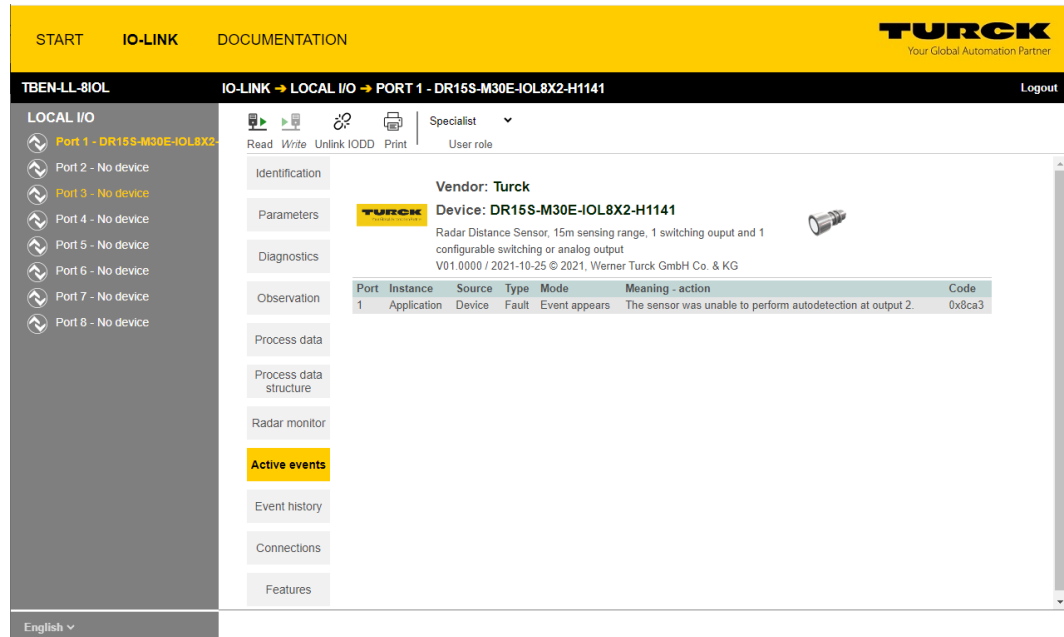 START IO-LINK DOCUMENTATION
TURCK
Your Global Automation Partner
TBEN-LL-8IOL IO-LINK ➔ LOCAL I/O ➔ PORT 1 - DR15S-M30E-IOL8X2-H1141 Logout
LOCAL I/O
Port 1 - DR15S-M30E-IOL8X2-
Port 2 - No device
Port 3 - No device
Port 4 - No device
Port 5 - No device
Port 6 - No device
Port 7 - No device
Port 8 - No device
Specialist
Read Write Unlink IODD Print User role
Identification
Parameters
Diagnostics
Observation
Process data
Process data
structure
Radar monitor
Active events
Event history
Connections
Features
Vendor: Turck
TURCK
Device: DR15S-M30E-IOL8X2-H1141
Radar Distance Sensor, 15m sensing range, 1 switching ouput and 1
configurable switching or analog output
V01.0000 / 2021-10-25 © 2021, Werner Turck GmbH Co. & KG
Port Instance Source Type Mode Meaning - action Code
1 Application Device Fault Event appears The sensor was unable to perform autodetection at output 2. 0x8ca3
English